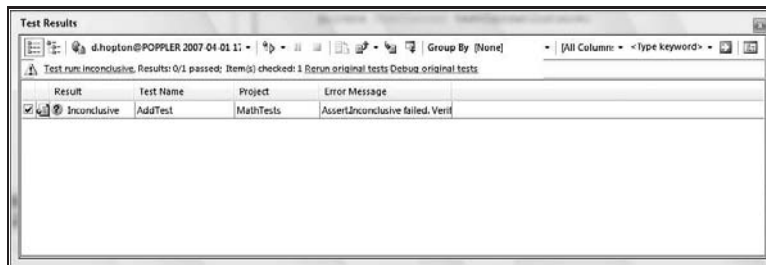 Test Results
d.hopton@POPPLER 2007-04-01 17 Group By [None] [All Column: <Type keyword>
Test run: inconclusive, Results: 0/1 passed; Item(s) checked: 1 Rerun original tests Debug original tests
Result Test Name Project Error Message
Inconclusive AddTest MathTests Assert.Inconclusive failed. Verif